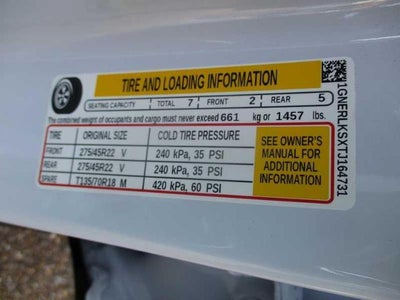 TIRE AND LOADING INFORMATION
SEATING CAPACITY TOTAL 7 FRONT 2 REAR 5
The combined weight of occupants and cargo must never exceed 661 kg or 1457 lbs.
TIRE ORIGINAL SIZE COLD TIRE PRESSURE
FRONT 275/45R22 V 240 kPa, 35 PSI
REAR 275/45R22 V 240 kPa, 35 PSI
SPARE T135/70R18 M 420 kPa, 60 PSI
SEE OWNER'S
MANUAL FOR
ADDITIONAL
INFORMATION
1GNERLKSXTJ164731